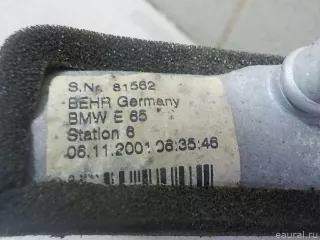 S.Nr. 81562
BEHR Germany
BMW E 65
Station 6
06.11.2001 06:35:46
© eaural.ru